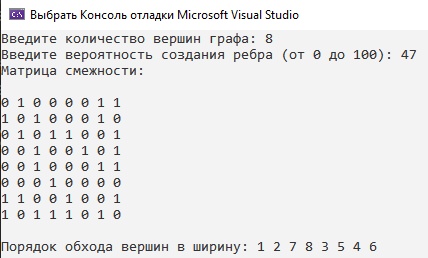 Выбрать Консоль отладки Microsoft Visual Studio
Введите количество вершин графа: 8
Введите вероятность создания ребра (от 0 до 100): 47
Матрица смежности:
0 1 0 0 0 0 1 1
1 0 1 0 0 0 1 0
0 1 0 1 1 0 0 1
0 0 1 0 0 1 0 1
0 0 1 0 0 0 1 1
0 0 0 1 0 0 0 0
1 1 0 0 1 0 0 1
1 0 1 1 1 0 1 0
Порядок обхода вершин в ширину: 1 2 7 8 3 5 4 6